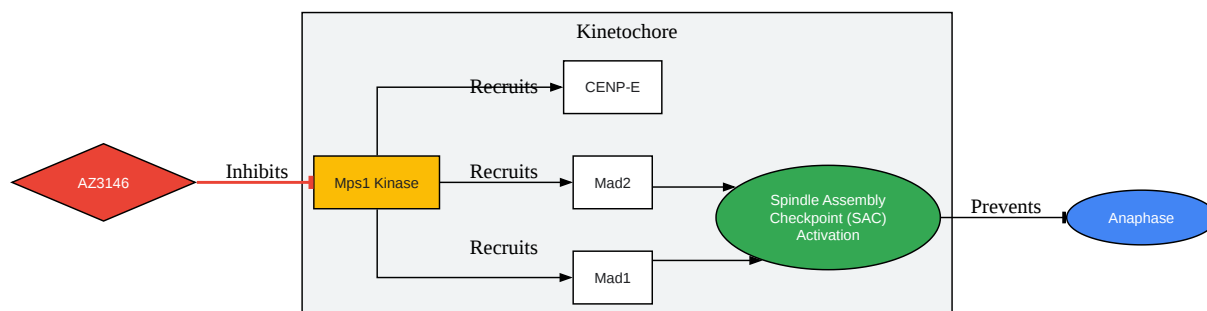 Kinetochore
Recruits
CENP-E
AZ3146
Inhibits
Mps1 Kinase
Recruits
Mad2
Spindle Assembly
Checkpoint (SAC)
Activation
Prevents
Anaphase
Recruits
Mad1